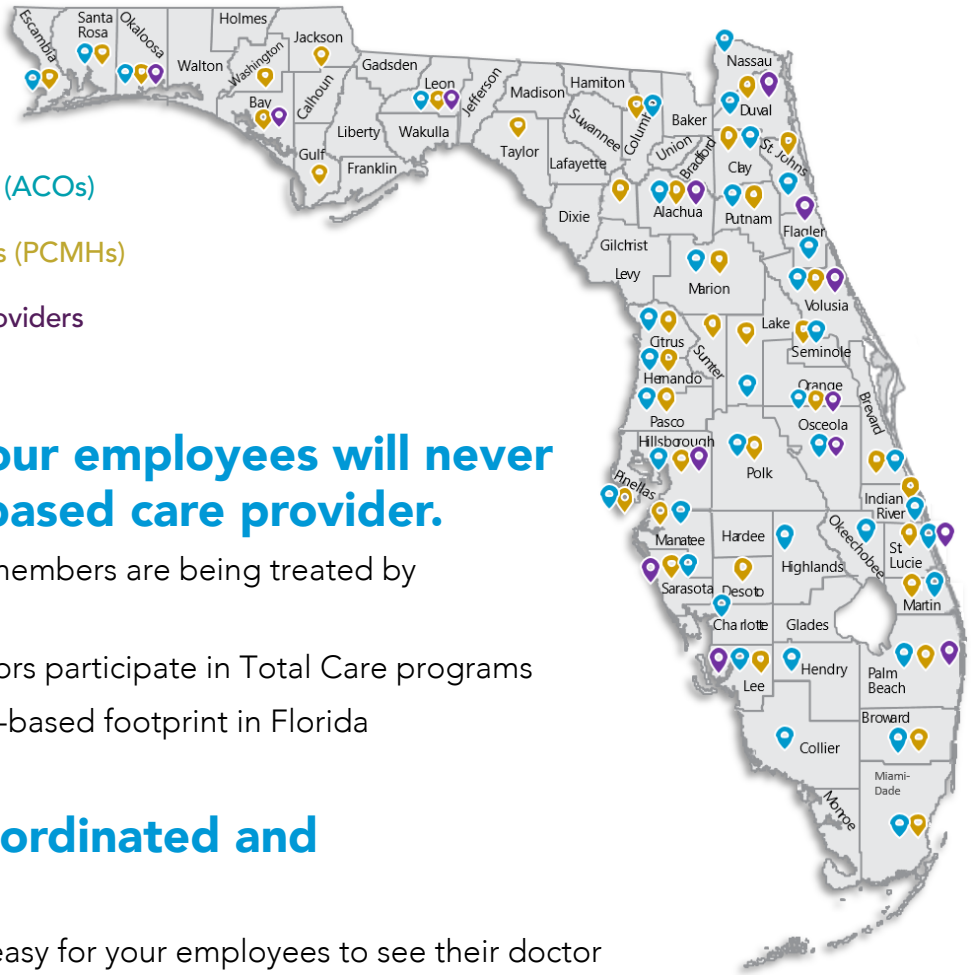 (ACOs)
s (PCMHs)
oviders
our employees will never
based care provider.
members are being treated by
ors participate in Total Care programs
-based footprint in Florida
ordinated and
easy for your employees to see their doctor
Escambia
Santa
Rosa
Okaloosa
Walton
Holmes
Washington
Jackson
Bay
Calhoun
Gulf
Gadsden
Liberty
Franklin
Leon
Wakulla
Jefferson
Madison
Taylor
Hamilton
Suwannee
Lafayette
Dixie
Columb
Baker
Union
Bradford
Nassau
Duval
Clay
St. Johns
Alachua
Putnam
Flagler
Gilchrist
Levy
Marion
Volusia
Citrus
Sumter
Lake
Seminole
Hernando
Orange
Pasco
Osceola
Brevard
Hillsborough
Pinellas
Polk
Indian
River
Manatee
Hardee
Highlands
Okeechobee
St
Lucie
Sarasota
Desoto
Martin
Charlotte
Glades
Lee
Hendry
Palm
Beach
Broward
Collier
Miami-
Dade
Monroe